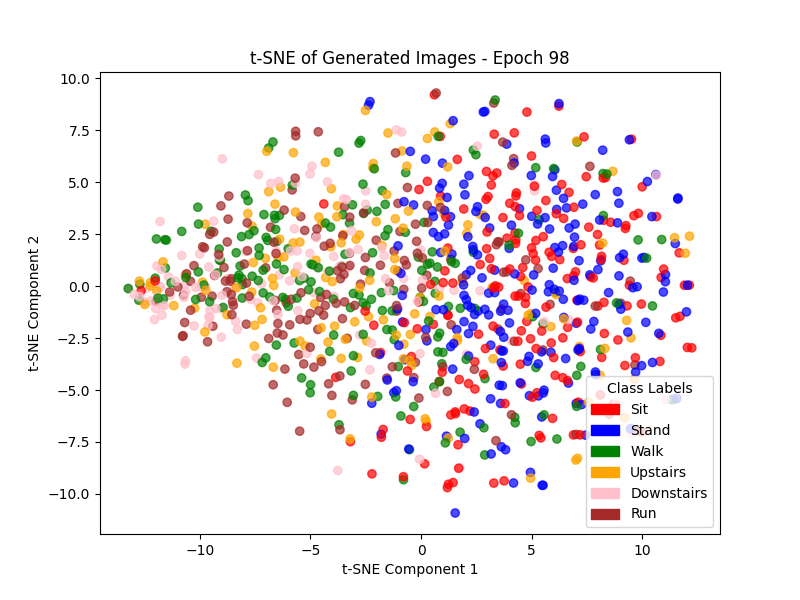 t-SNE of Generated Images - Epoch 98
t-SNE Component 2
10.0
7.5
5.0
2.5
0.0
−2.5
−5.0
−7.5
−10.0
Class Labels
Sit
Stand
Walk
Upstairs
Downstairs
Run
−10
−5
0
5
10
t-SNE Component 1